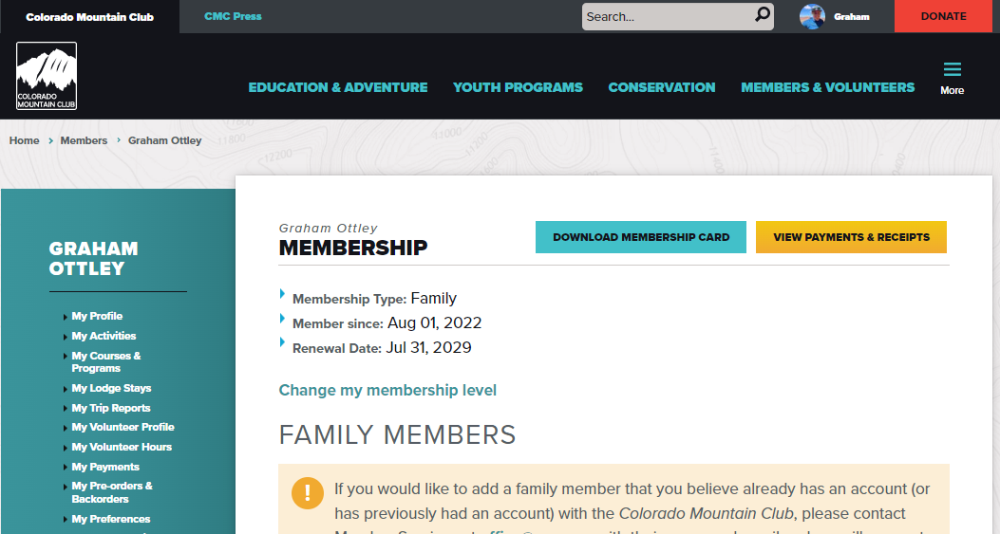 Colorado Mountain Club
CMC Press
Search...
Graham
DONATE
COLORADO
MOUNTAIN CLUB
EDUCATION & ADVENTURE
YOUTH PROGRAMS
CONSERVATION
MEMBERS & VOLUNTEERS
More
Home
Members
Graham Ottley
11800
12200
11000
11200
GRAHAM
OTTLEY
My Profile
My Activities
My Courses &
Programs
My Lodge Stays
My Trip Reports
My Volunteer Profile
My Volunteer Hours
My Payments
My Pre-orders &
Backorders
My Preferences
Graham Ottley
MEMBERSHIP
DOWNLOAD MEMBERSHIP CARD
VIEW PAYMENTS & RECEIPTS
Membership Type: Family
Member since: Aug 01, 2022
Renewal Date: Jul 31, 2029
Change my membership level
FAMILY MEMBERS
!
If you would like to add a family member that you believe already has an account (or
has previously had an account) with the Colorado Mountain Club, please contact